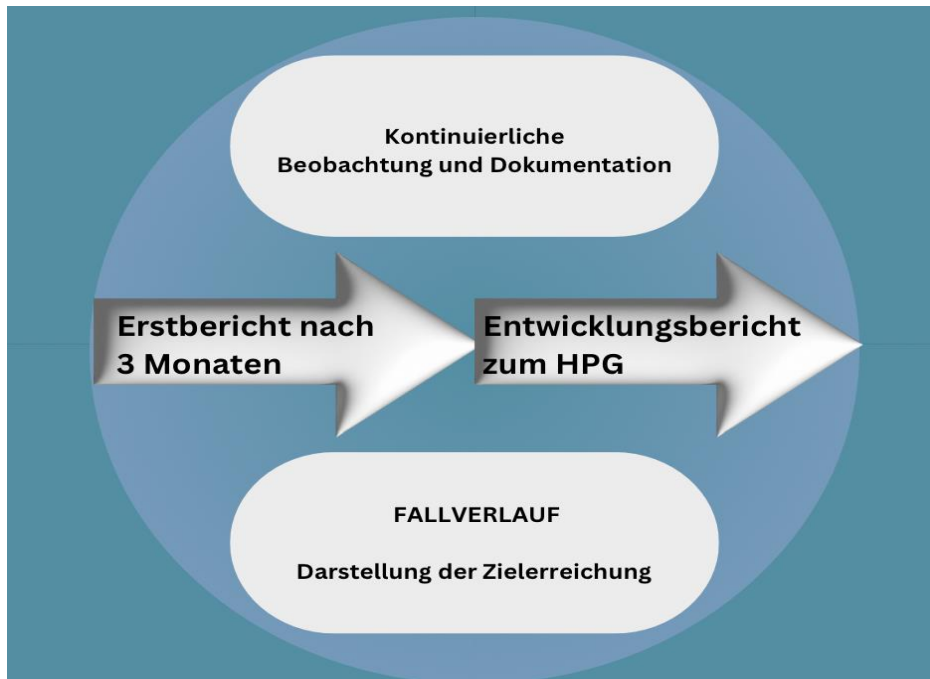 Kontinuierliche
Beobachtung und Dokumentation
Erstbericht nach
3 Monaten
Entwicklungsbericht
zum HPG
FALLVERLAUF
Darstellung der Zielerreichung